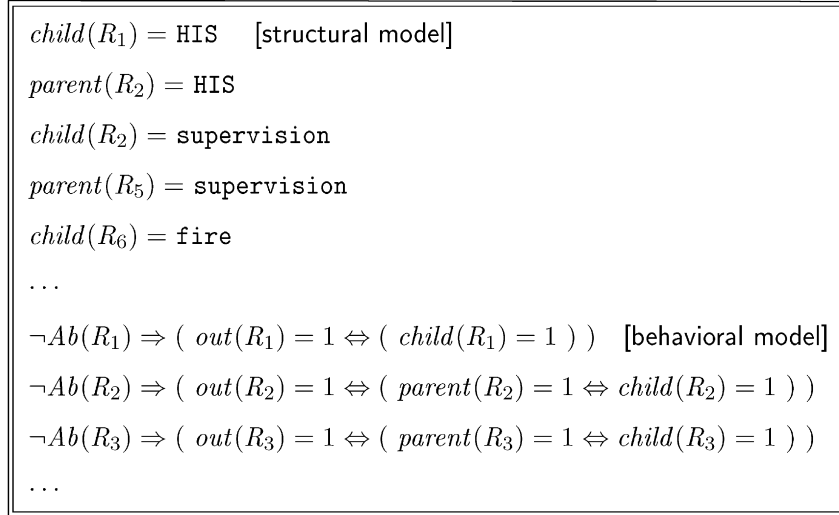 child(R₁) = HIS [structural model]
parent(R₂) = HIS
child(R₂) = supervision
parent(R₅) = supervision
child(R₆) = fire
...
¬Ab(R₁) ⇒ ( out(R₁) = 1 ⇔ ( child(R₁) = 1 ) ) [behavioral model]
¬Ab(R₂) ⇒ ( out(R₂) = 1 ⇔ ( parent(R₂) = 1 ⇔ child(R₂) = 1 ) )
¬Ab(R₃) ⇒ ( out(R₃) = 1 ⇔ ( parent(R₃) = 1 ⇔ child(R₃) = 1 ) )
...